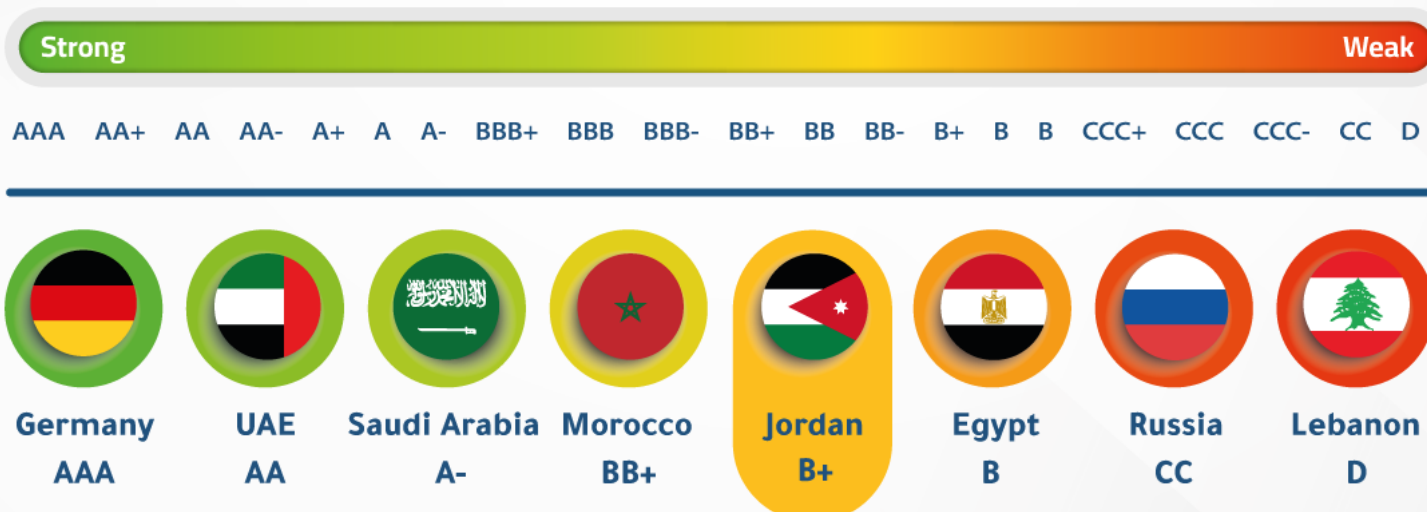 Strong Weak
AAA AA+ AA AA- A+ A A- BBB+ BBB BBB- BB+ BB BB- B+ B B CCC+ CCC CCC- CC D
Germany UAE Saudi Arabia Morocco Jordan Egypt Russia Lebanon
AAA AA A- BB+ B+ B CC D